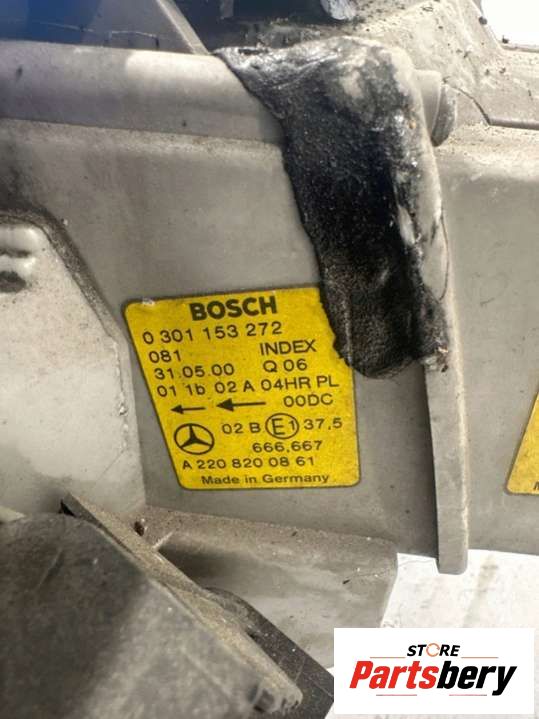 BOSCH
0 301 153 272
081 INDEX
31.05.00 Q 06
01 1b 02 A 04HR PL
00DC
02 B E1 37,5
666,667
A 220 820 08 61
Made in Germany
STORE
Partsbery